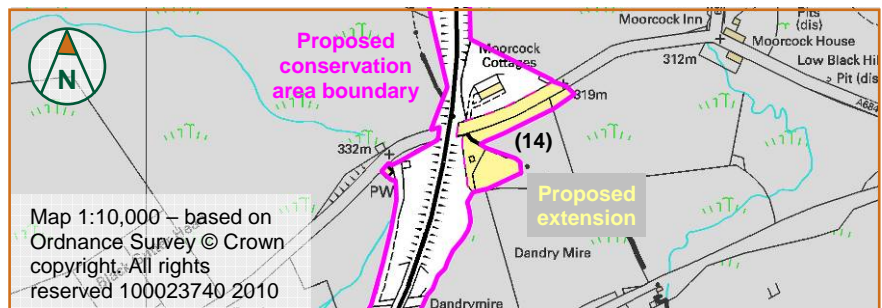 N
Proposed
conservation
area boundary
Moorcock Inn
Pits
(dis)
Moorcock House
312m
Low Black Hil
Pit (dis
A684
Moorcock
Cottages
319m
332m
(14)
PW
Proposed
extension
Map 1:10,000 – based on
Ordnance Survey © Crown
copyright. All rights
reserved 100023740 2010
Dandry Mire
Dandrymire